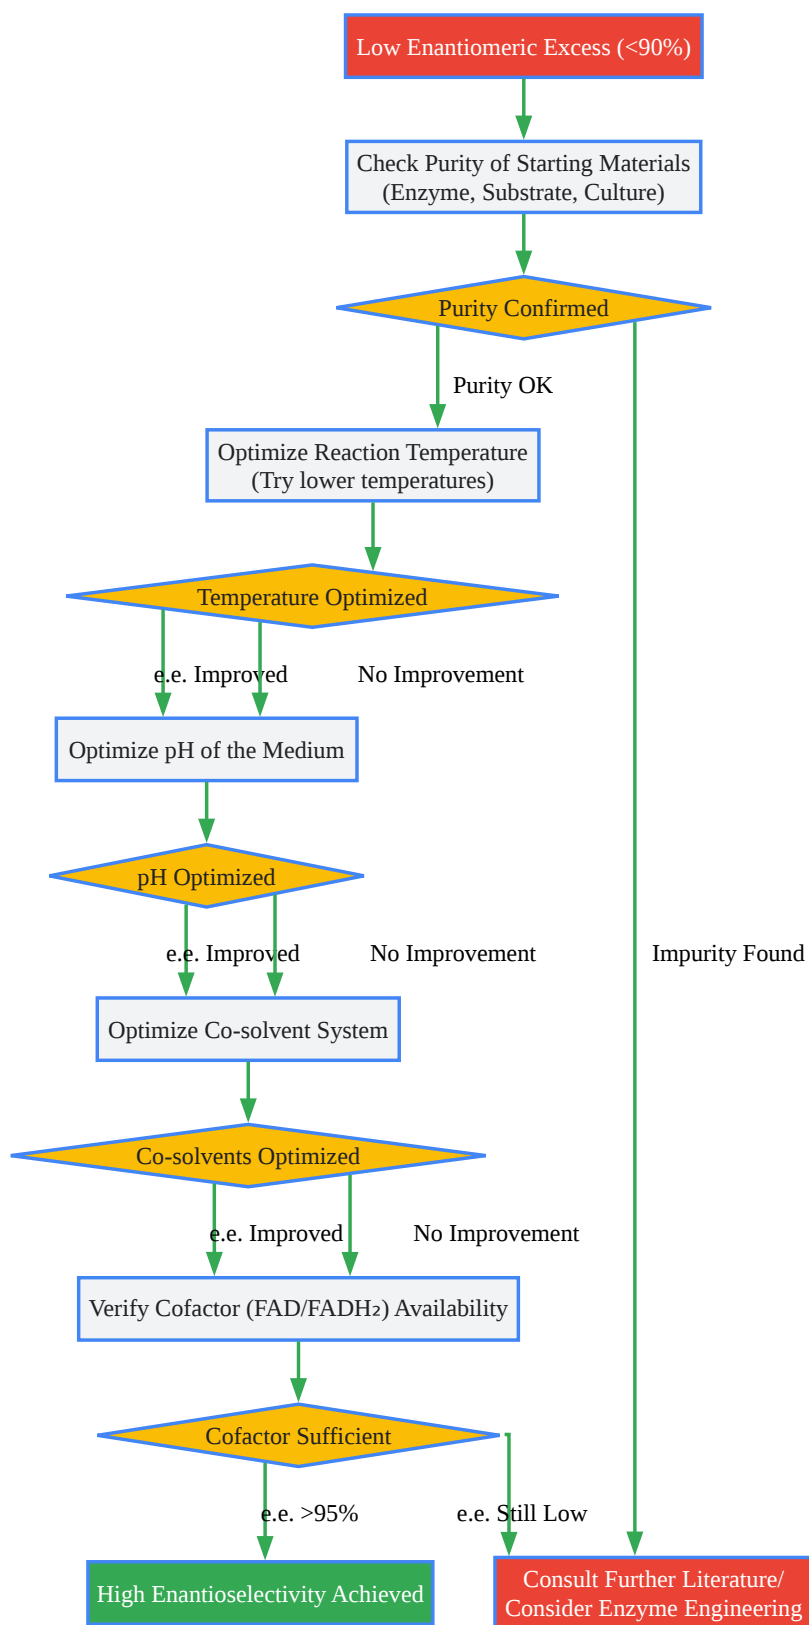 Low Enantiomeric Excess (<90%)
Check Purity of Starting Materials
(Enzyme, Substrate, Culture)
Purity Confirmed
Purity OK
Optimize Reaction Temperature
(Try lower temperatures)
Temperature Optimized
e.e. Improved
No Improvement
Optimize pH of the Medium
pH Optimized
e.e. Improved
No Improvement
Impurity Found
Optimize Co-solvent System
Co-solvents Optimized
e.e. Improved
No Improvement
Verify Cofactor (FAD/FADH₂) Availability
Cofactor Sufficient
e.e. >95%
e.e. Still Low
High Enantioselectivity Achieved
Consult Further Literature/
Consider Enzyme Engineering